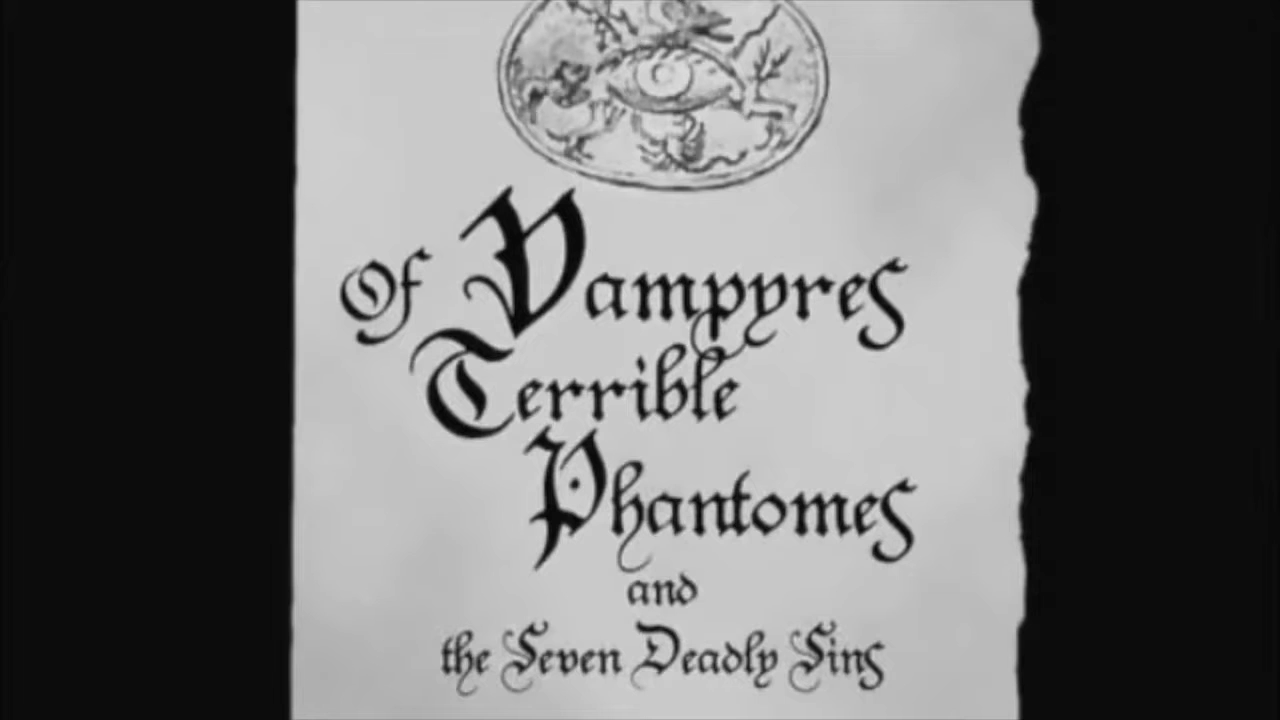 Of Vampyres
Terrible
Phantomes
and
the Seven Deadly Sins